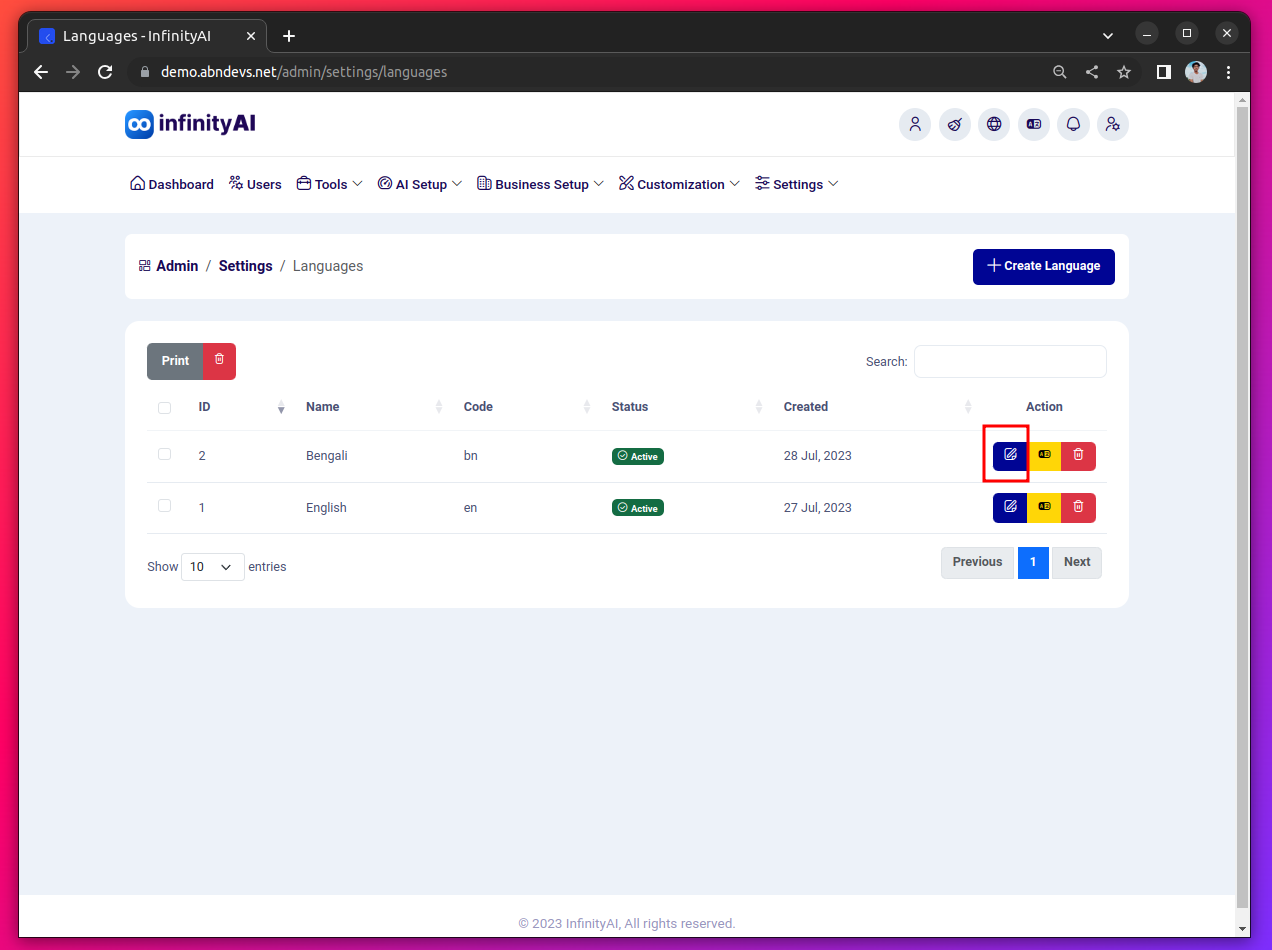 Languages - InfinityAI
demo.abndevs.net/admin/settings/languages
infinityAI
Dashboard Users Tools AI Setup Business Setup Customization Settings
Admin / Settings / Languages
Create Language
Print
Search:
ID Name Code Status Created Action
2 Bengali bn Active 28 Jul, 2023
1 English en Active 27 Jul, 2023
Show 10 entries
Previous 1 Next
© 2023 InfinityAI, All rights reserved.